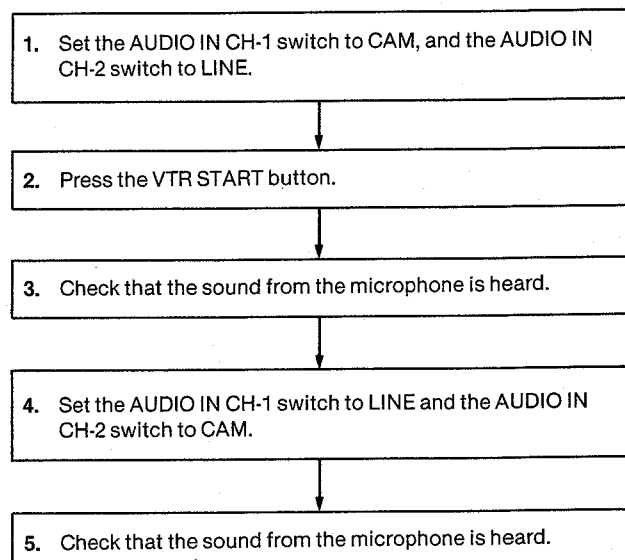 1. Set the AUDIO IN CH-1 switch to CAM, and the AUDIO IN
CH-2 switch to LINE.
2. Press the VTR START button.
3. Check that the sound from the microphone is heard.
4. Set the AUDIO IN CH-1 switch to LINE and the AUDIO IN
CH-2 switch to CAM.
5. Check that the sound from the microphone is heard.